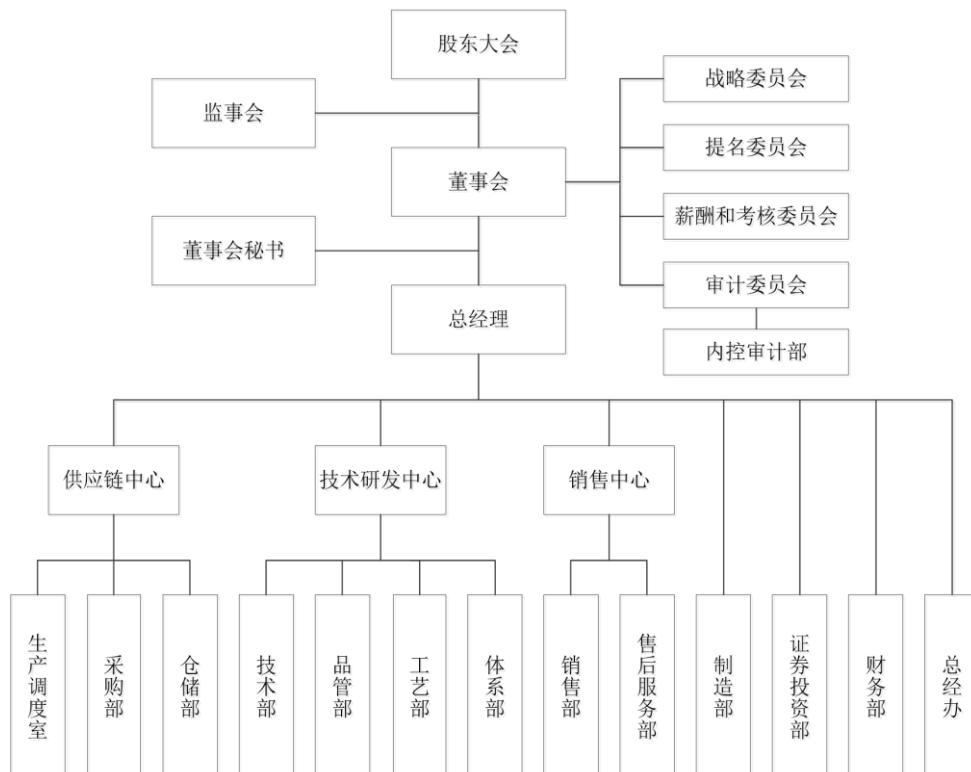 股东大会
战略委员会
监事会
提名委员会
董事会
薪酬和考核委员会
董事会秘书
审计委员会
总经理
内控审计部
供应链中心
技术研发中心
销售中心
生产调度室
采购部
仓储部
技术部
品管部
工艺部
体系部
销售部
售后服务部
制造部
证券投资部
财务部
总经办